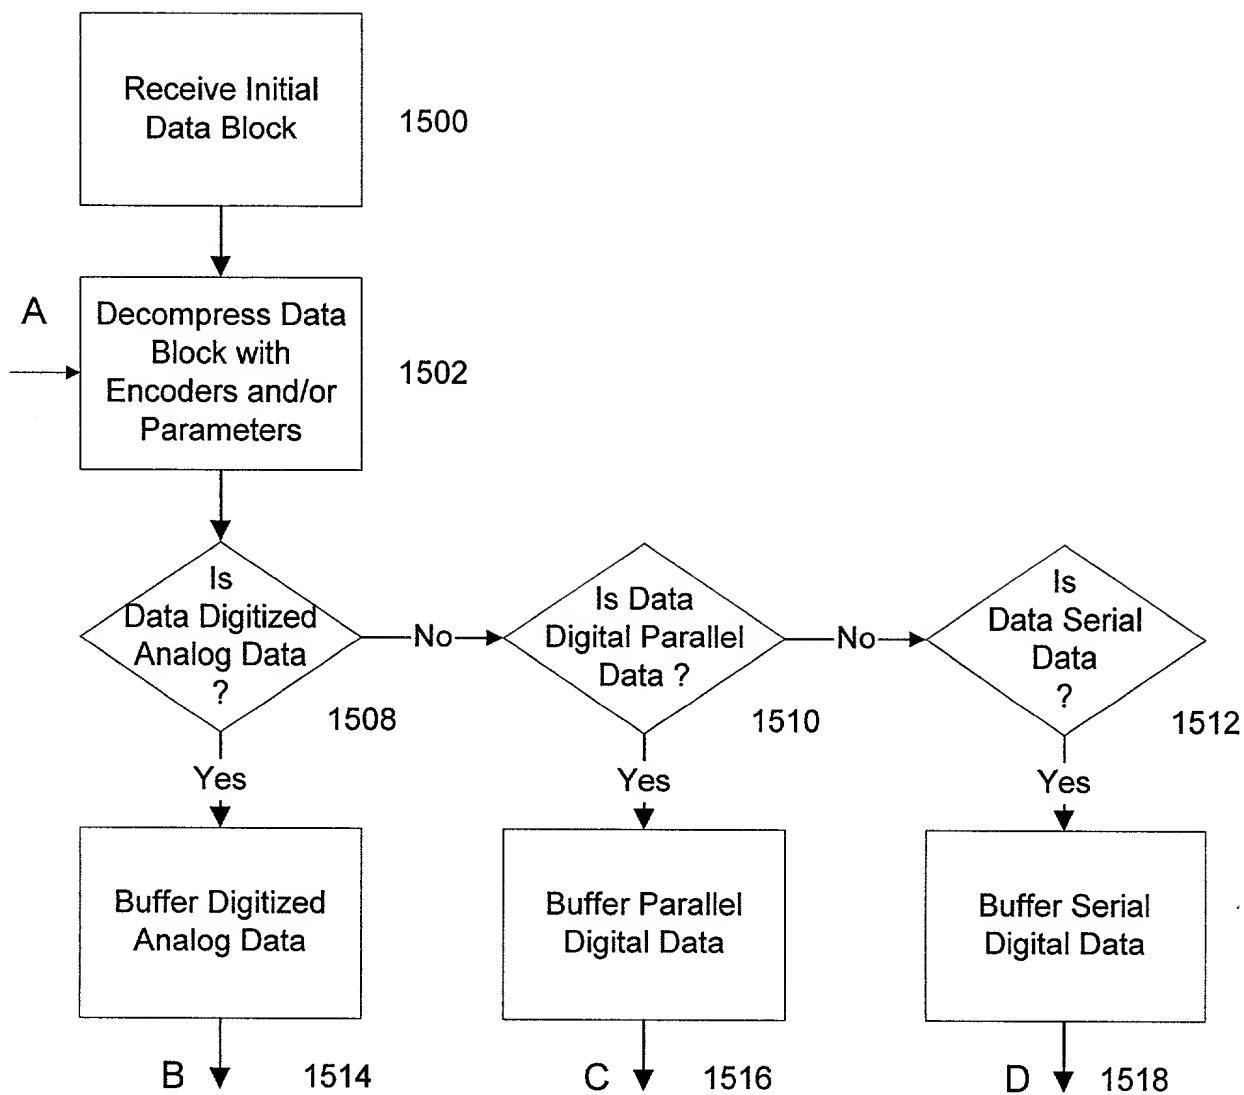 Receive Initial
Data Block
1500
A
Decompress Data
Block with
Encoders and/or
Parameters
1502
Is
Data Digitized
Analog Data
?
1508
No
Is Data
Digital Parallel
Data ?
1510
No
Is
Data Serial
Data
?
1512
Yes
Yes
Yes
Buffer Digitized
Analog Data
Buffer Parallel
Digital Data
Buffer Serial
Digital Data
B
1514
C
1516
D
1518